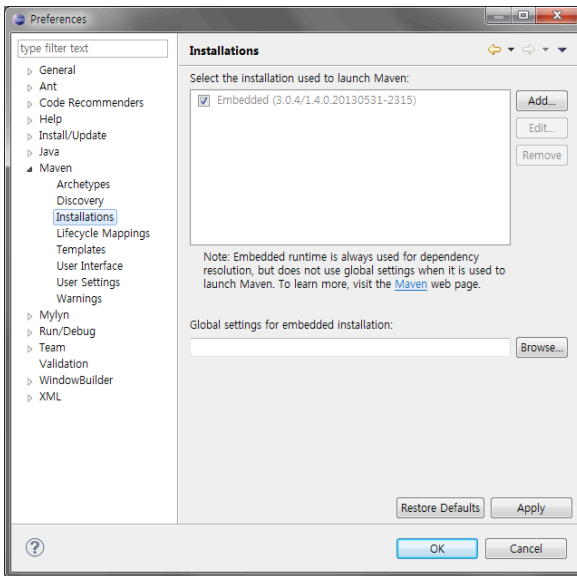 Preferences
type filter text
General
Ant
Code Recommenders
Help
Install/Update
Java
Maven
Archetypes
Discovery
Installations
Lifecycle Mappings
Templates
User Interface
User Settings
Warnings
Mylyn
Run/Debug
Team
Validation
WindowBuilder
XML
Installations
Select the installation used to launch Maven:
Embedded (3.0.4/1.4.0.20130531-2315)
Add...
Edit...
Remove
Note: Embedded runtime is always used for dependency
resolution, but does not use global settings when it is used to
launch Maven. To learn more, visit the Maven web page.
Global settings for embedded installation:
Browse...
Restore Defaults
Apply
OK
Cancel